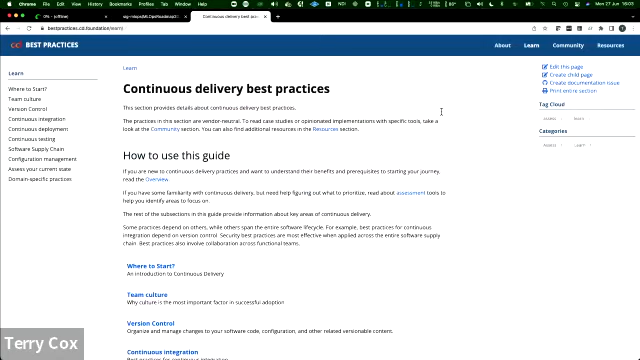 Chrome File Edit View History Bookmarks Profiles Tab Window Help
Mon 27 Jun 16:03
Continuous delivery best practices
bestpractices.cd.foundation/learn/
cd BEST PRACTICES
About Learn Community Resources
Learn
Where to Start?
Team culture
Version Control
Continuous integration
Continuous deployment
Continuous testing
Software Supply Chain
Configuration management
Assess your current state
Domain-specific practices
Learn
Continuous delivery best practices
This section provides details about continuous delivery best practices.
The practices in this section are vendor-neutral. To read case studies or opinionated implementations with specific tools, take a
look at the Community section. You can also find additional resources in the Resources section.
How to use this guide
If you are new to continuous delivery practices and want to understand their benefits and prerequisites to starting your journey,
read the Overview.
If you have some familiarity with continuous delivery, but need help figuring out what to prioritize, read about assessment tools to
help you identify areas to focus on.
The rest of the subsections in this guide provide information about key areas of continuous delivery.
Some practices depend on others, while others span the entire software lifecycle. For example, best practices for continuous
integration depend on version control. Security best practices are most effective when applied across the entire software supply
chain. Best practices also involve collaboration across functional teams.
Where to Start?
An introduction to Continuous Delivery
Team culture
Why culture is the most important factor in successful adoption
Version Control
Organize and manage changes to your software code, configuration, and other related versionable content.
Continuous integration
Best practices for continuous integration
Edit this page
Create child page
Create documentation issue
Print entire section
Tag Cloud
Categories
Terry Cox